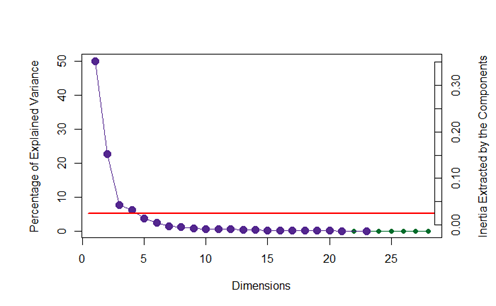 Percentage of Explained Variance
50
40
30
20
10
0
0.30
0.20
0.10
0.00
Inertia Extracted by the Components
0 5 10 15 20 25
Dimensions